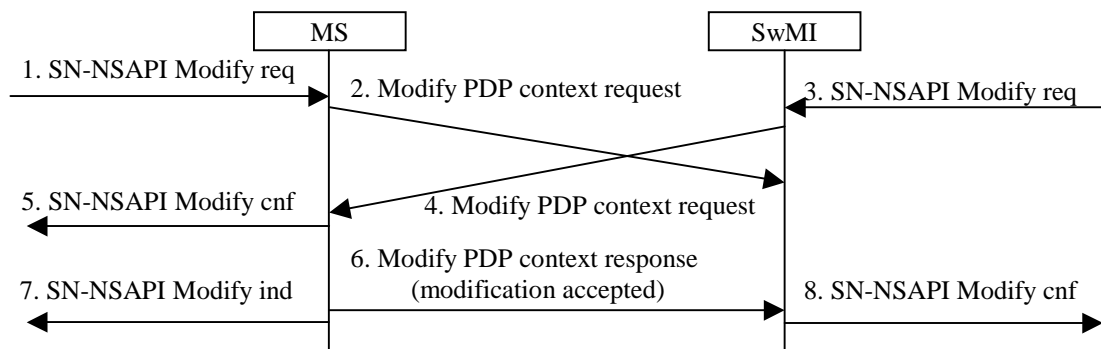 MS
SwMI
1. SN-NSAPI Modify req
2. Modify PDP context request
3. SN-NSAPI Modify req
5. SN-NSAPI Modify cnf
4. Modify PDP context request
6. Modify PDP context response
(modification accepted)
7. SN-NSAPI Modify ind
8. SN-NSAPI Modify cnf